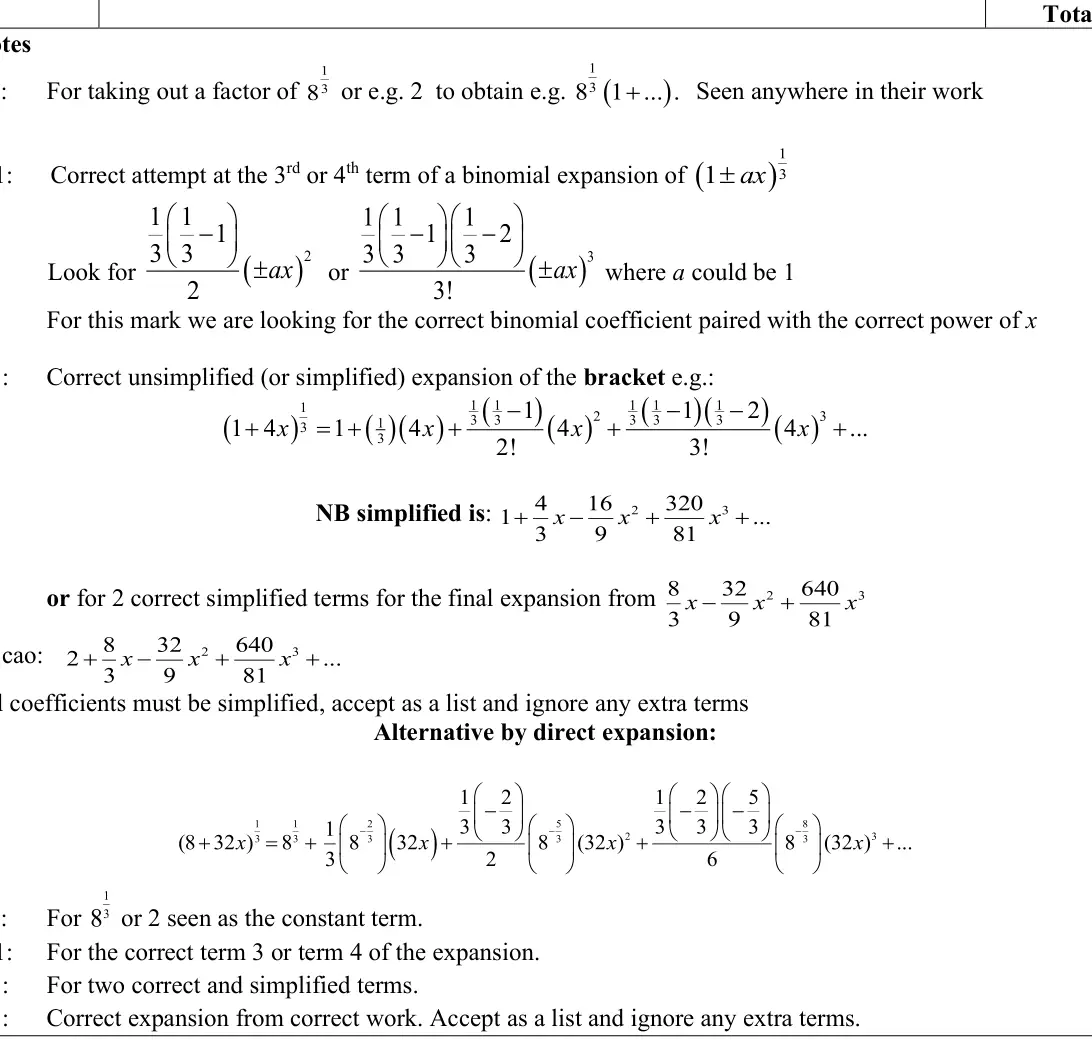 Tota
otes
: For taking out a factor of 8^(1/3) or e.g. 2 to obtain e.g. 8^(1/3) (1 + ...). Seen anywhere in their work
1: Correct attempt at the 3rd or 4th term of a binomial expansion of (1 ± ax)^(1/3)
Look for (1/3 (1/3 − 1))/2 (±ax)^2 or (1/3 (1/3 − 1)(1/3 − 2))/3! (±ax)^3 where a could be 1
For this mark we are looking for the correct binomial coefficient paired with the correct power of x
: Correct unsimplified (or simplified) expansion of the bracket e.g.:
(1 + 4x)^(1/3) = 1 + (1/3)(4x) + (1/3 (1/3 − 1))/2! (4x)^2 + (1/3 (1/3 − 1)(1/3 − 2))/3! (4x)^3 + ...
NB simplified is: 1 + 4/3 x − 16/9 x^2 + 320/81 x^3 + ...
or for 2 correct simplified terms for the final expansion from 8/3 x − 32/9 x^2 + 640/81 x^3
cao: 2 + 8/3 x − 32/9 x^2 + 640/81 x^3 + ...
l coefficients must be simplified, accept as a list and ignore any extra terms
Alternative by direct expansion:
(8 + 32x)^(1/3) = 8^(1/3) + 1/3 (8^(−2/3))(32x) + (1/3 (−2/3))/2 (8^(−5/3))(32x)^2 + (1/3 (−2/3)(−5/3))/6 (8^(−8/3))(32x)^3 + ...
: For 8^(1/3) or 2 seen as the constant term.
1: For the correct term 3 or term 4 of the expansion.
: For two correct and simplified terms.
: Correct expansion from correct work. Accept as a list and ignore any extra terms.